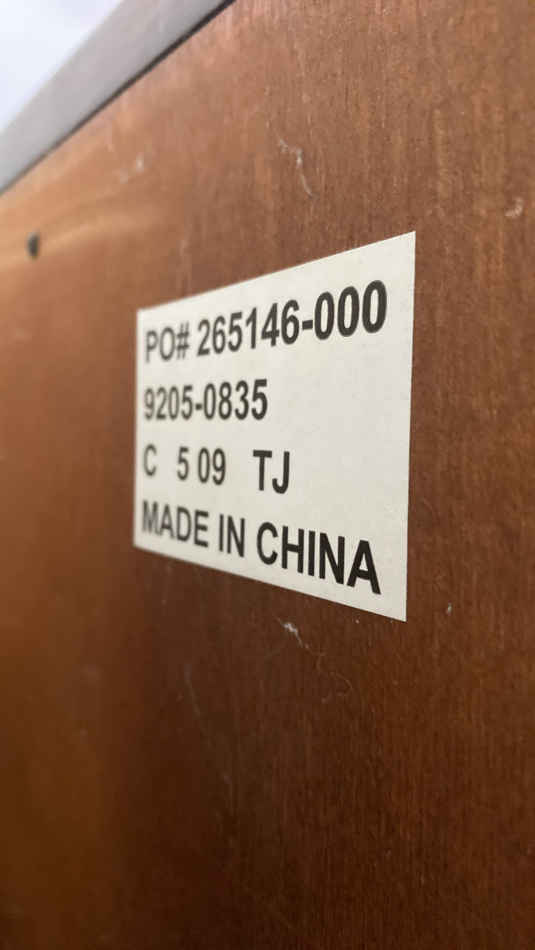 PO# 265146-000
9205-0835
C 5 09 TJ
MADE IN CHINA